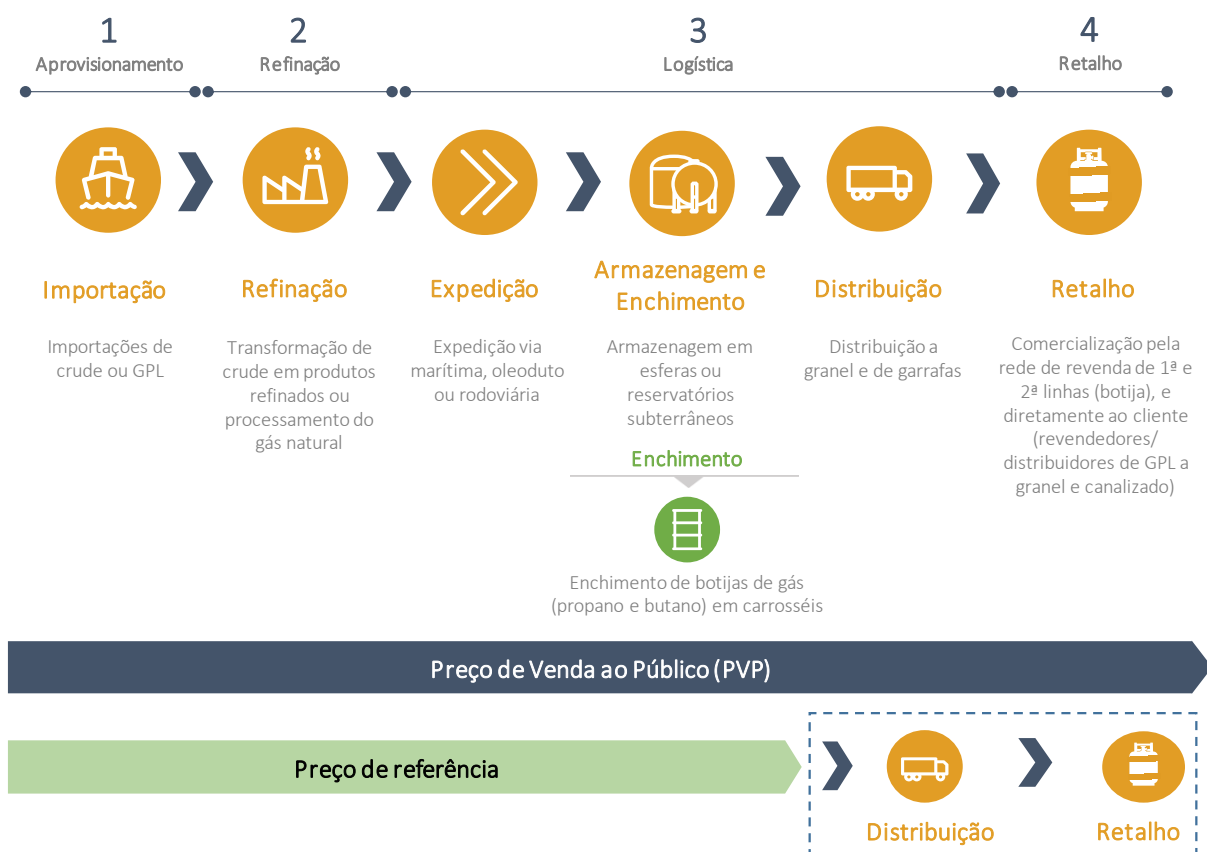 1
Aprovisionamento
2
Refinação
3
Logística
4
Retalho
Importação
Importações de
crude ou GPL
Refinação
Transformação de
crude em produtos
refinados ou
processamento do
gás natural
Expedição
Expedição via
marítima, oleoduto
ou rodoviária
Armazenagem e
Enchimento
Armazenagem em
esferas ou
reservatórios
subterrâneos
Enchimento
Enchimento de botijas de gás
(propano e butano) em carrosséis
Distribuição
Distribuição a
granel e de garrafas
Retalho
Comercialização pela
rede de revenda de 1ª e
2ª linhas (botija), e
diretamente ao cliente
(revendedores/
distribuidores de GPL a
granel e canalizado)
Preço de Venda ao Público (PVP)
Preço de referência
Distribuição
Retalho